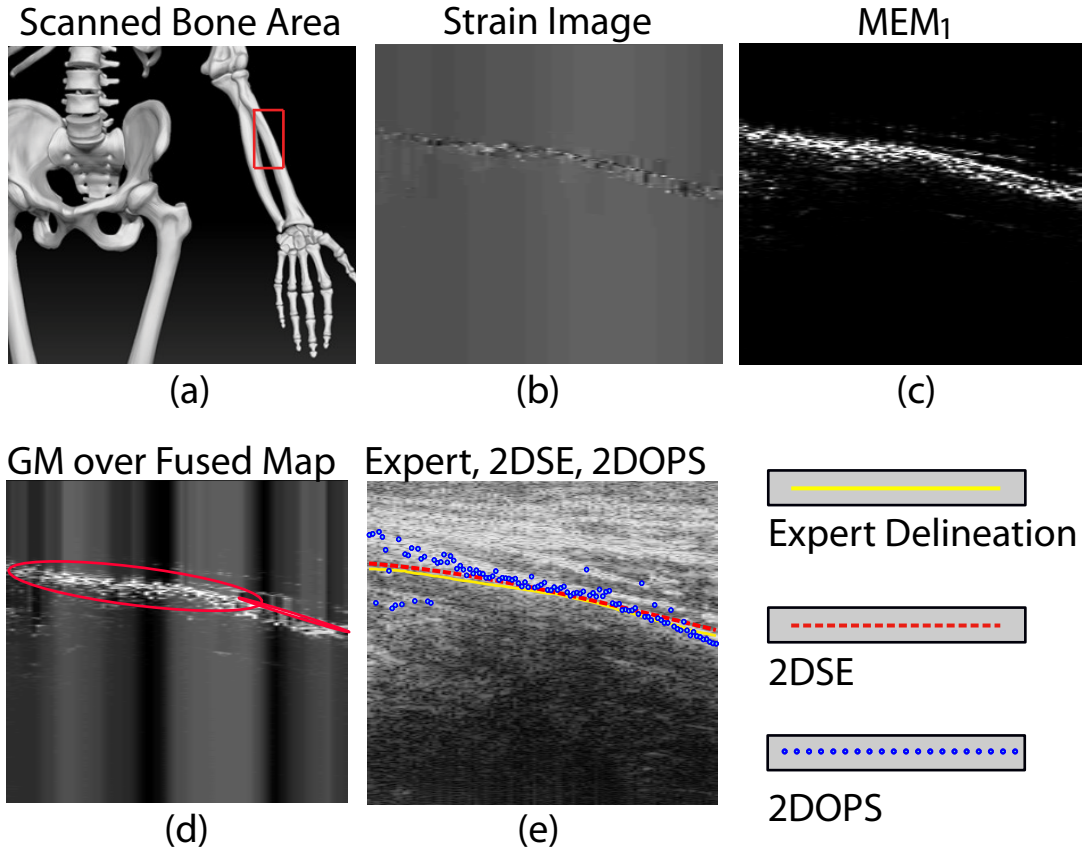 Scanned Bone Area
Strain Image
MEM₁
(a)
(b)
(c)
GM over Fused Map
Expert, 2DSE, 2DOPS
Expert Delineation
2DSE
2DOPS
(d)
(e)